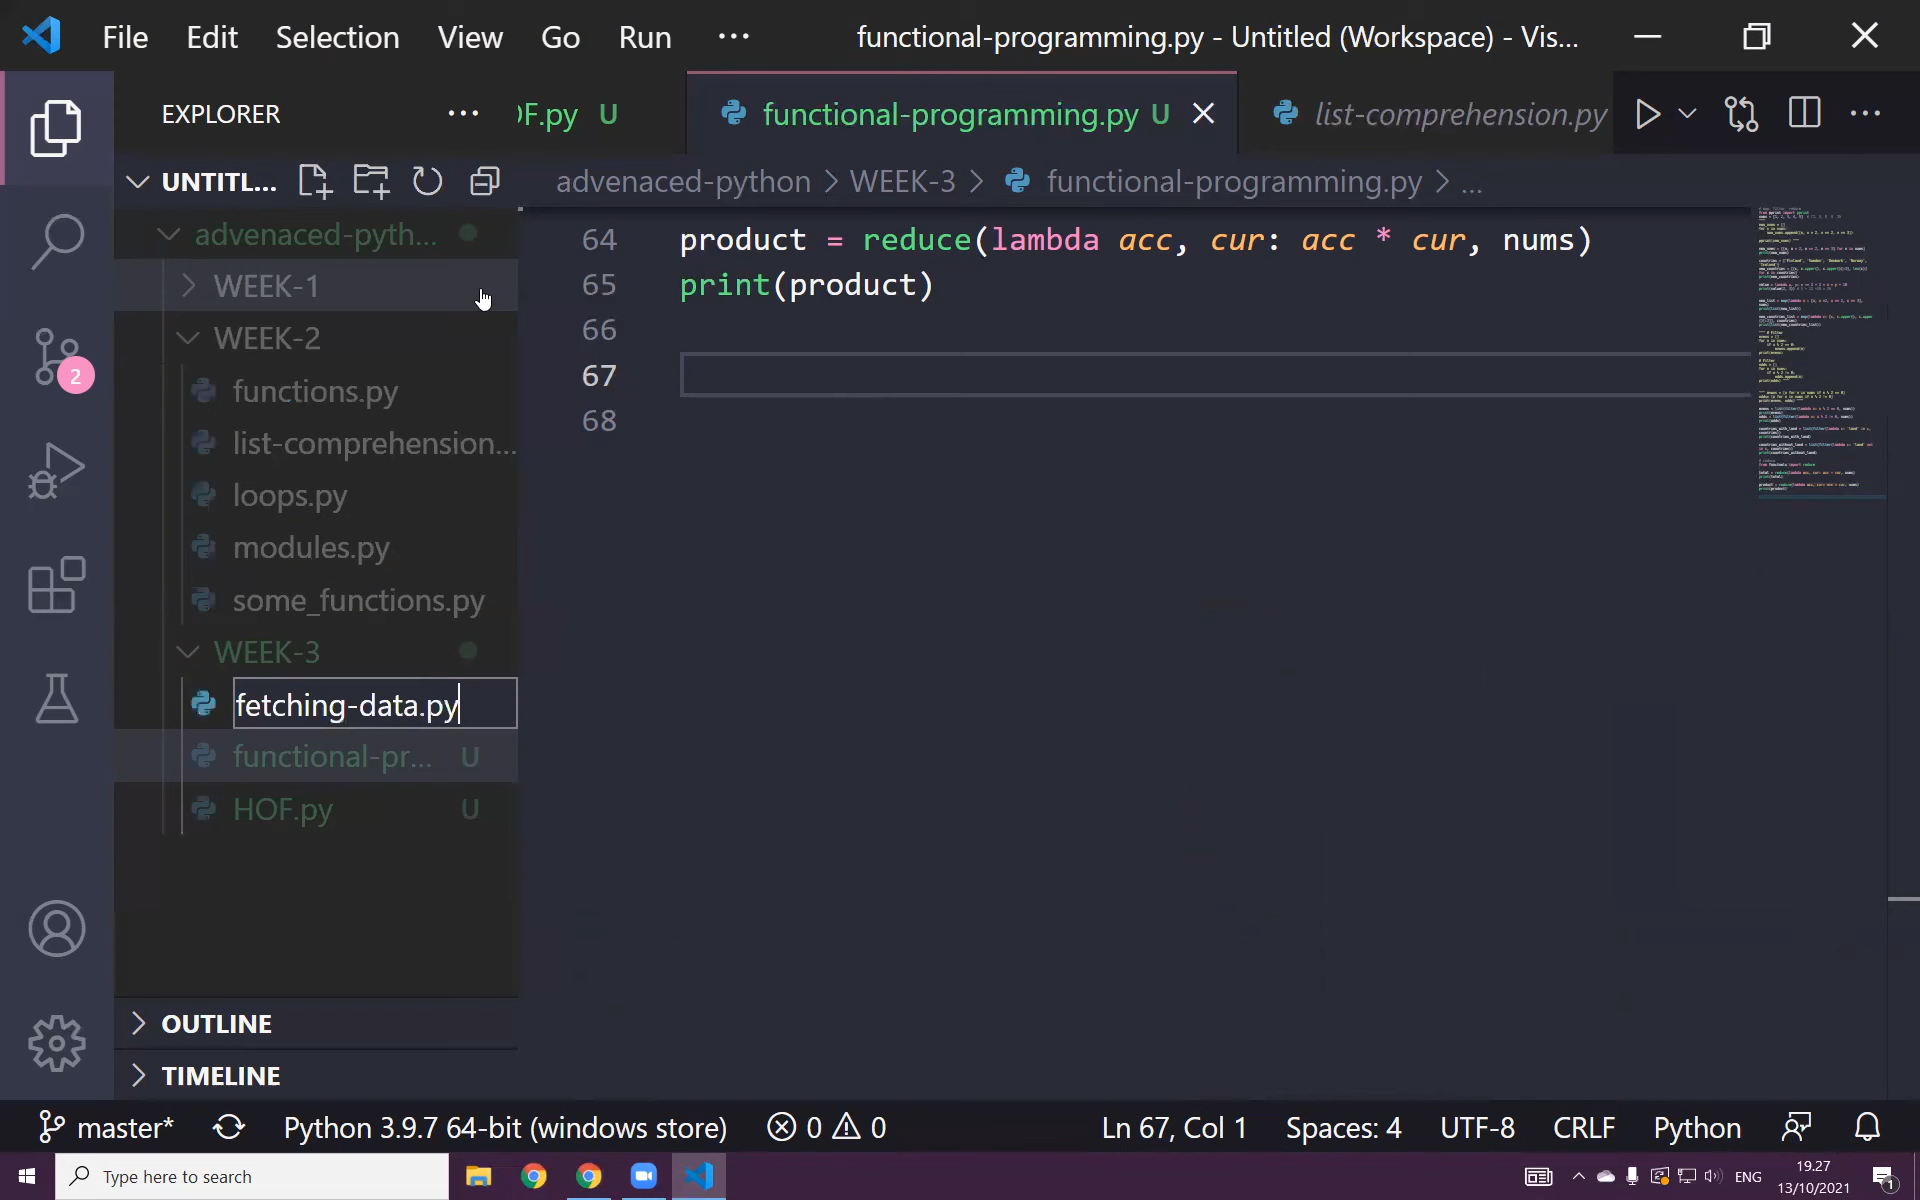 File Edit Selection View Go Run ··· functional-programming.py - Untitled (Workspace) - Vis...
EXPLORER ··· OF.py U functional-programming.py U list-comprehension.py ···
UNTITL... advenaced-python > WEEK-3 > functional-programming.py > ...
advenaced-pyth...
WEEK-1
WEEK-2
functions.py
list-comprehension...
loops.py
modules.py
some_functions.py
WEEK-3
fetching-data.py
functional-pr... U
HOF.py U
OUTLINE
TIMELINE
2
64 product = reduce(lambda acc, cur: acc * cur, nums)
65 print(product)
66
67
68
master* Python 3.9.7 64-bit (windows store) 0 0 Ln 67, Col 1 Spaces: 4 UTF-8 CRLF Python
Type here to search ENG 19.27
13/10/2021 1